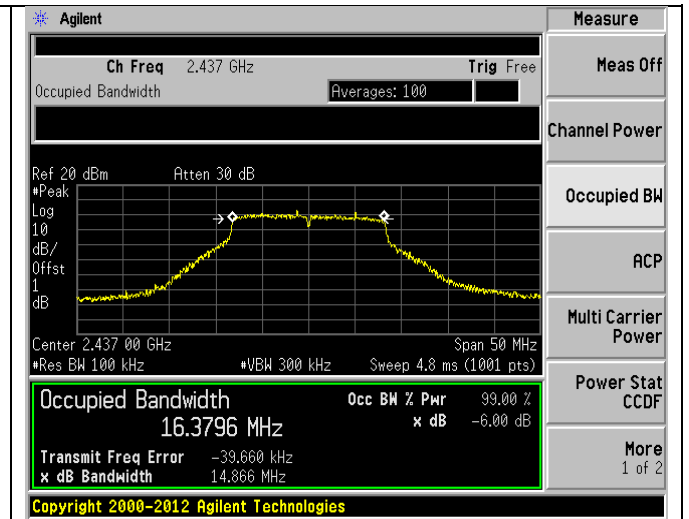 Agilent
Measure
Ch Freq 2.437 GHz Trig Free
Meas Off
Occupied Bandwidth Averages: 100
Channel Power
Ref 20 dBm Atten 30 dB
#Peak
Occupied BW
Log
10
dB/
Offst
ACP
1
dB
Multi Carrier
Power
Center 2.437 00 GHz Span 50 MHz
#Res BW 100 kHz #VBW 300 kHz Sweep 4.8 ms (1001 pts)
Power Stat
CCDF
Occupied Bandwidth Occ BW % Pwr 99.00 %
16.3796 MHz x dB -6.00 dB
Transmit Freq Error -39.660 kHz
x dB Bandwidth 14.866 MHz
More
1 of 2
Copyright 2000-2012 Agilent Technologies